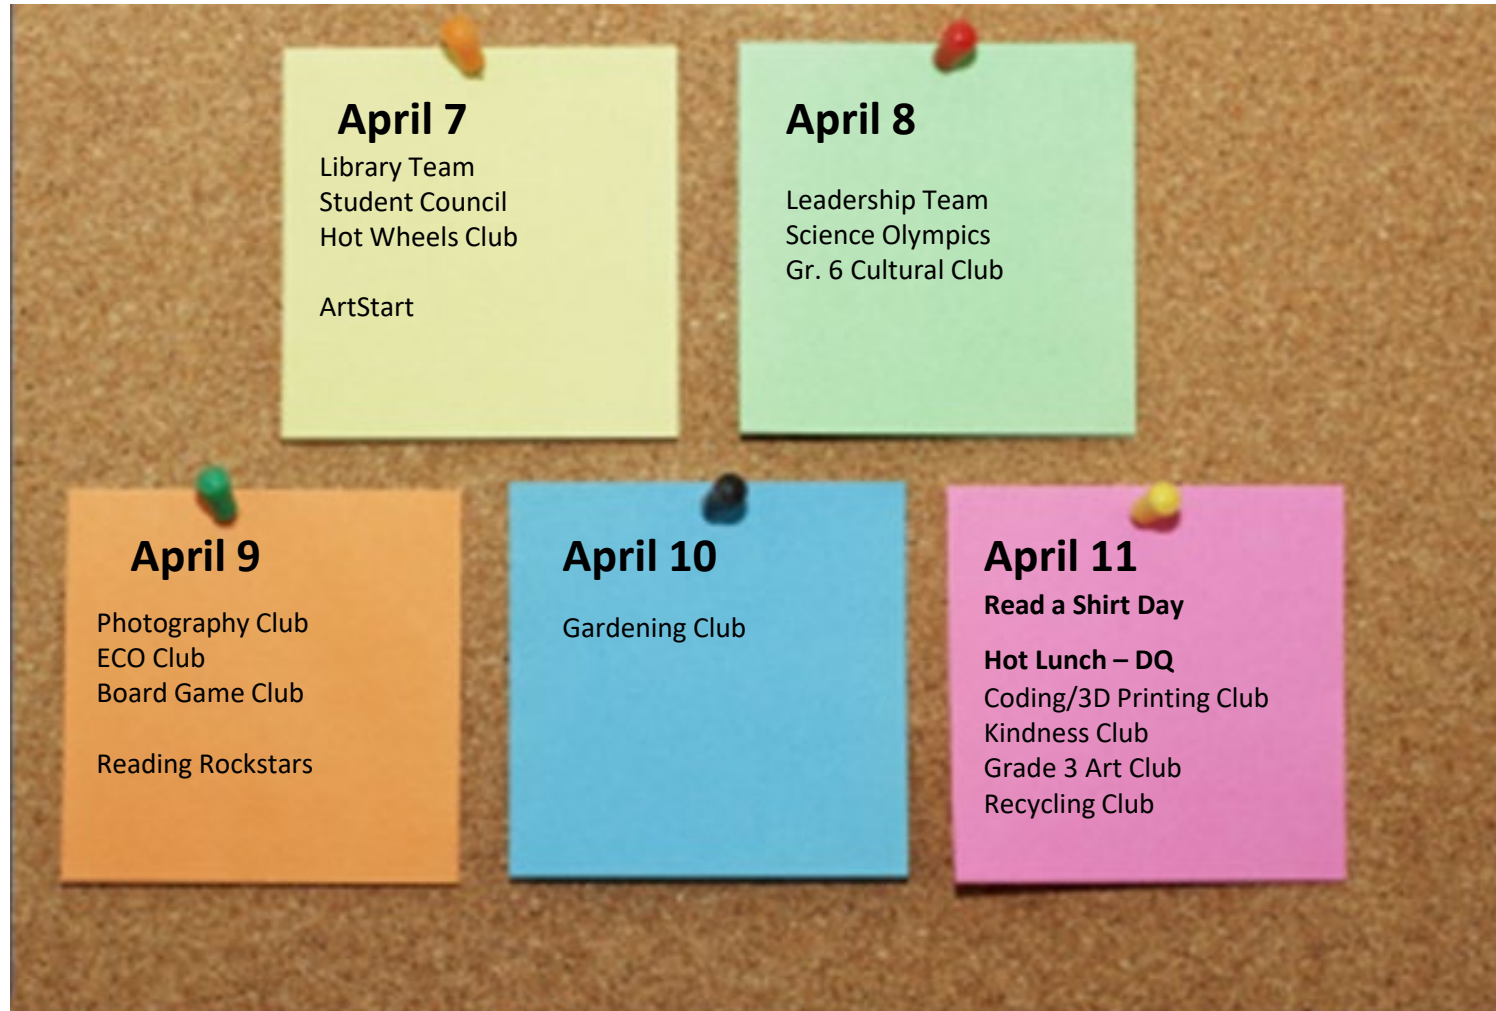 April 7
Library Team
Student Council
Hot Wheels Club
ArtStart
April 8
Leadership Team
Science Olympics
Gr. 6 Cultural Club
April 9
Photography Club
ECO Club
Board Game Club
Reading Rockstars
April 10
Gardening Club
April 11
Read a Shirt Day
Hot Lunch – DQ
Coding/3D Printing Club
Kindness Club
Grade 3 Art Club
Recycling Club